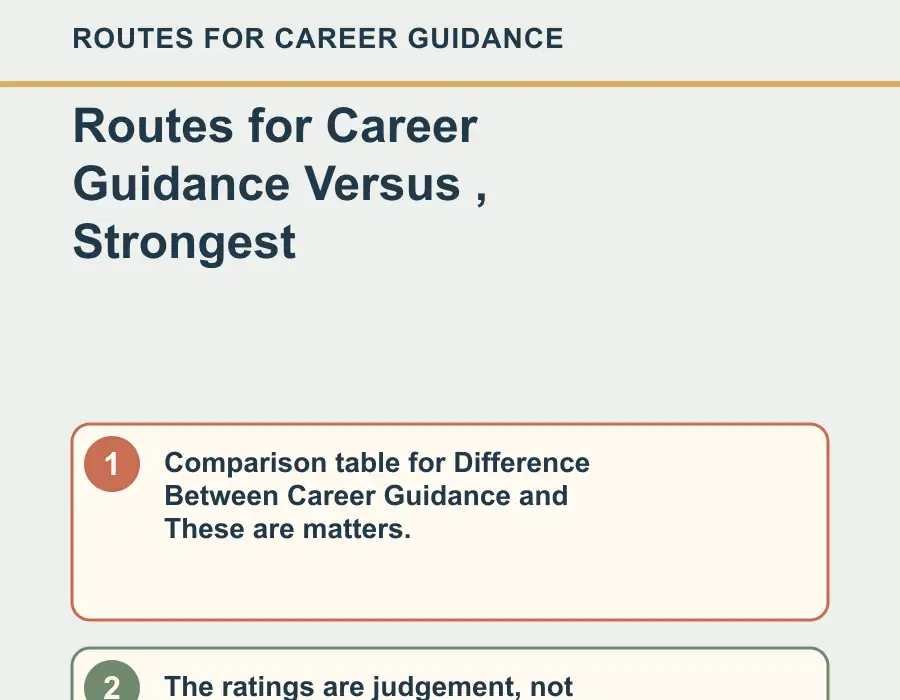 ROUTES FOR CAREER GUIDANCE
Routes for Career
Guidance Versus ,
Strongest
1
Comparison table for Difference
Between Career Guidance and
These are matters.
2
The ratings are judgement, not